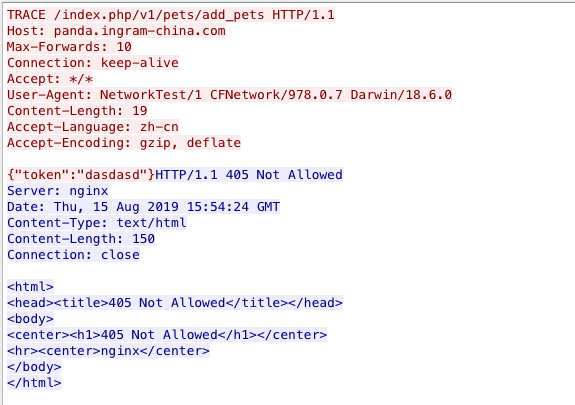 TRACE /index.php/v1/pets/add_pets HTTP/1.1
Host: panda.ingram-china.com
Max-Forwards: 10
Connection: keep-alive
Accept: */*
User-Agent: NetworkTest/1 CFNetwork/978.0.7 Darwin/18.6.0
Content-Length: 19
Accept-Language: zh-cn
Accept-Encoding: gzip, deflate

{"token":"dasdasd"}HTTP/1.1 405 Not Allowed
Server: nginx
Date: Thu, 15 Aug 2019 15:54:24 GMT
Content-Type: text/html
Content-Length: 150
Connection: close

<html>
<head><title>405 Not Allowed</title></head>
<body>
<center><h1>405 Not Allowed</h1></center>
<hr><center>nginx</center>
</body>
</html>